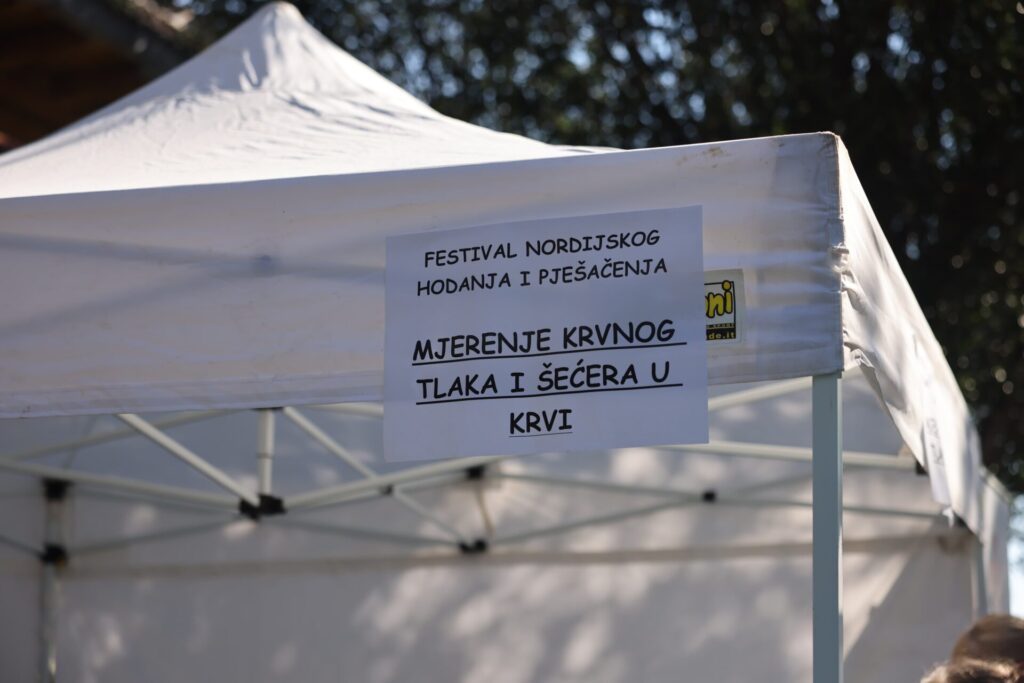 FESTIVAL NORDIJSKOG
HODANJA I PJEŠAČENJA
MJERENJE KRVNOG
TLAKA I ŠEĆERA U
KRVI